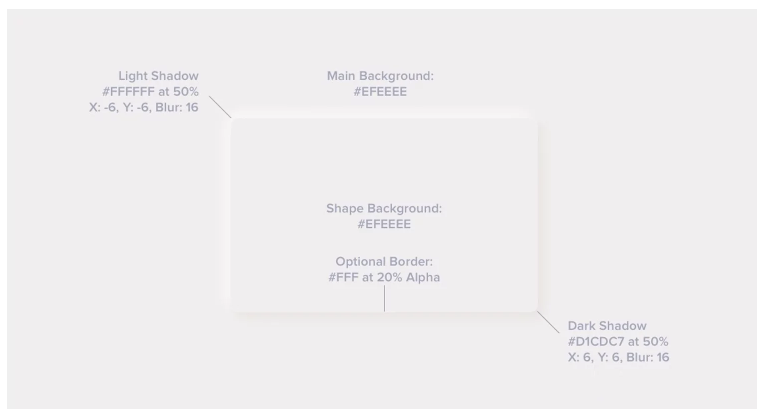 Light Shadow
#FFFFFF at 50%
X: -6, Y: -6, Blur: 16
Main Background:
#EFEEEE
Shape Background:
#EFEEEE
Optional Border:
#FFF at 20% Alpha
Dark Shadow
#D1CDC7 at 50%
X: 6, Y: 6, Blur: 16